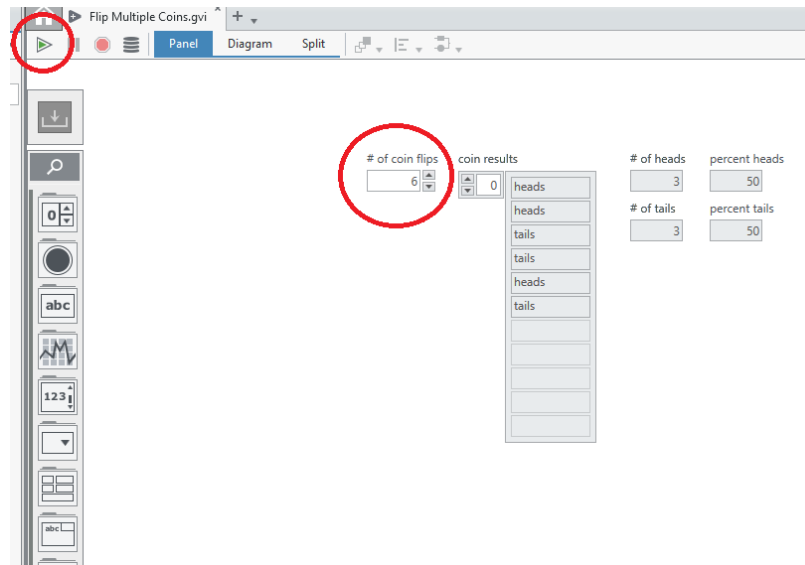 Flip Multiple Coins.gvi
Panel Diagram Split
# of coin flips coin results # of heads percent heads
6 0 heads 3 50
heads # of tails percent tails
tails 3 50
tails
heads
tails
0
abc
123
abc